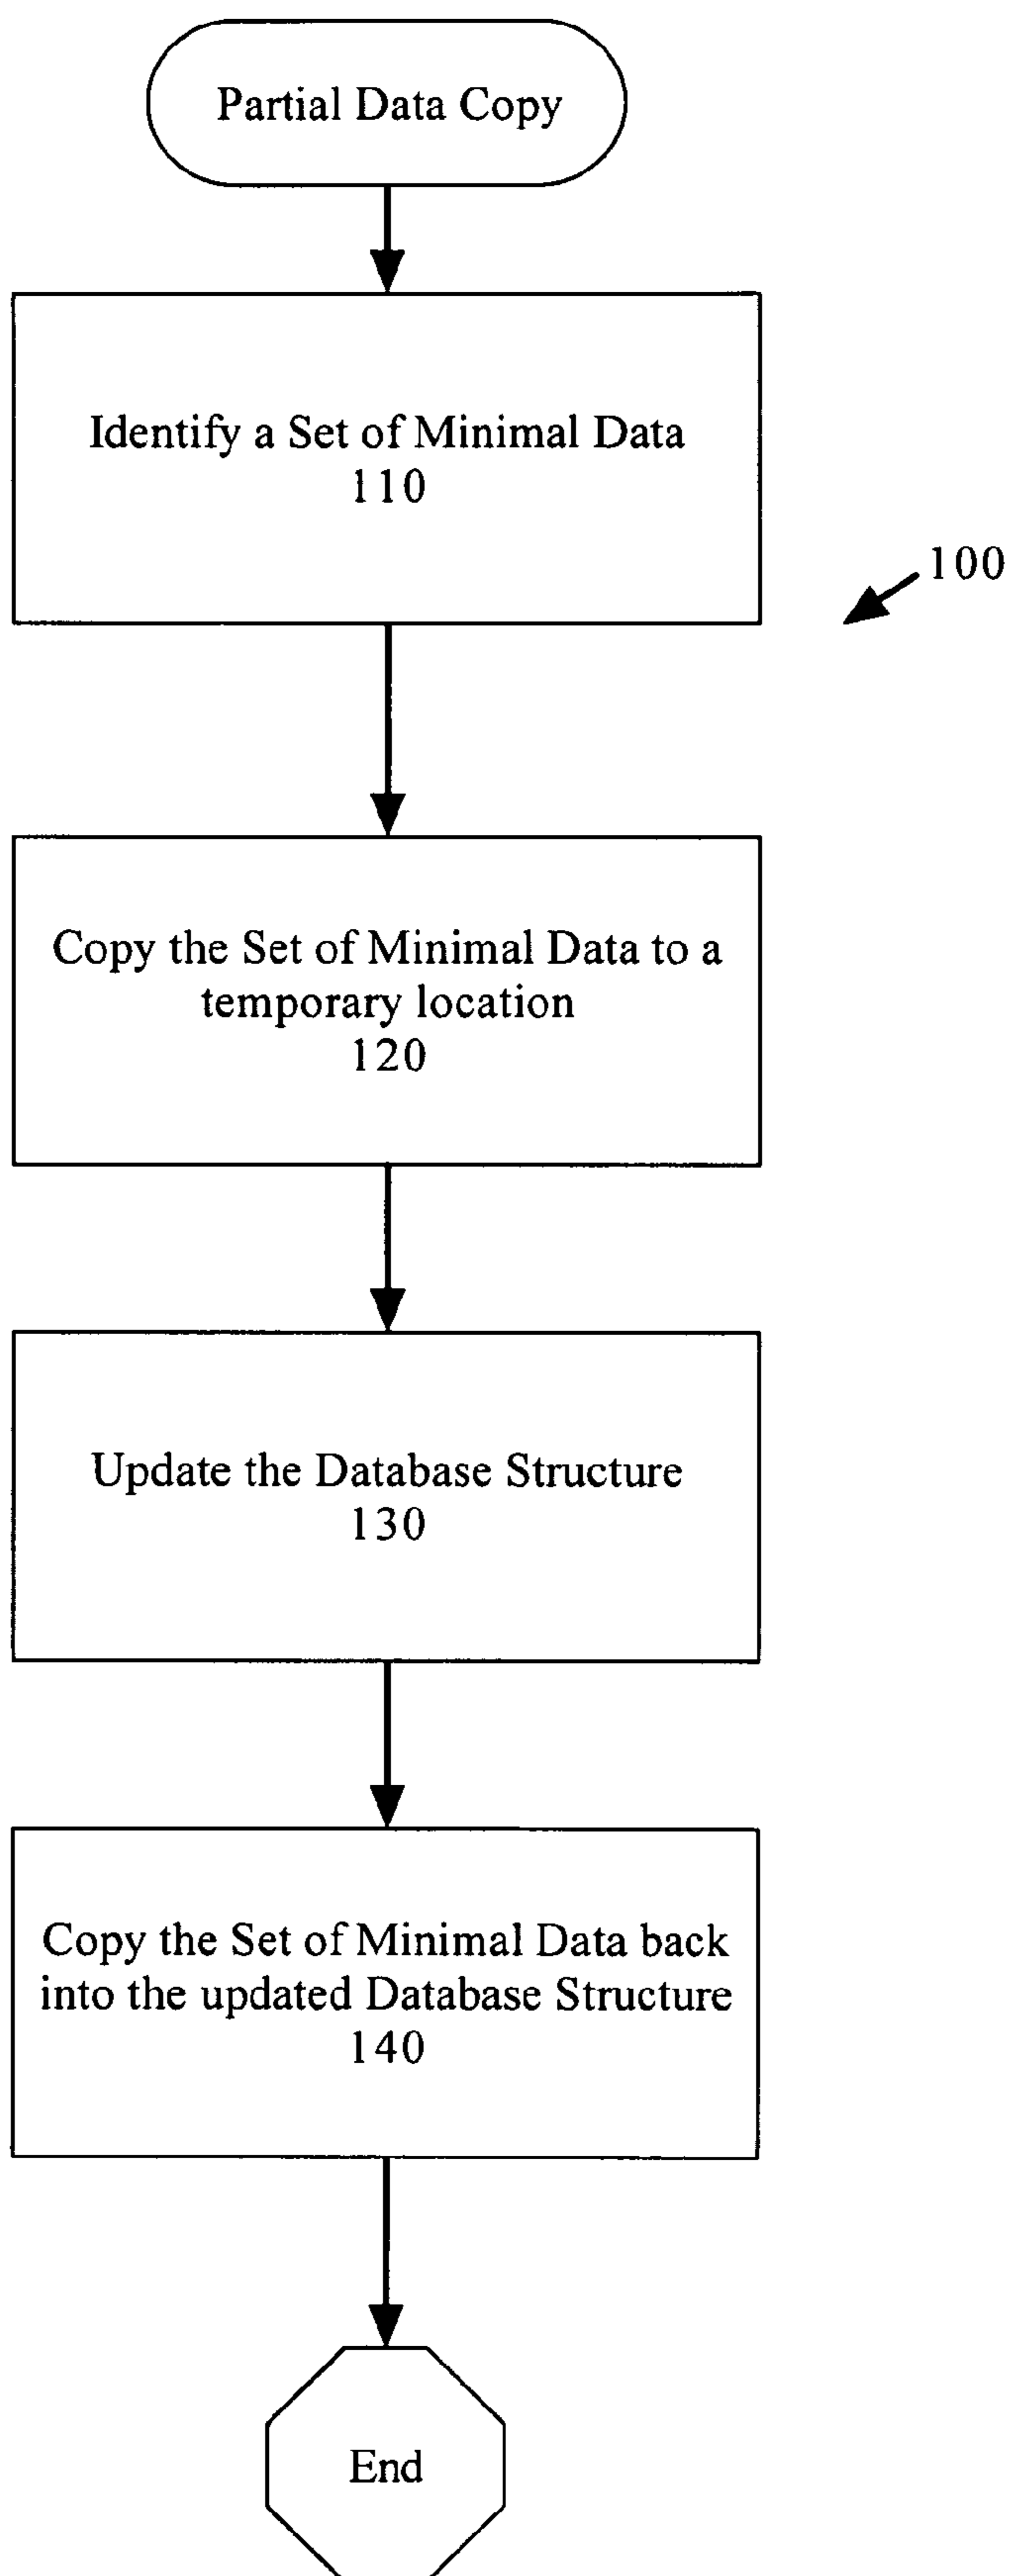 Partial Data Copy
Identify a Set of Minimal Data
110
100
Copy the Set of Minimal Data to a
temporary location
120
Update the Database Structure
130
Copy the Set of Minimal Data back
into the updated Database Structure
140
End